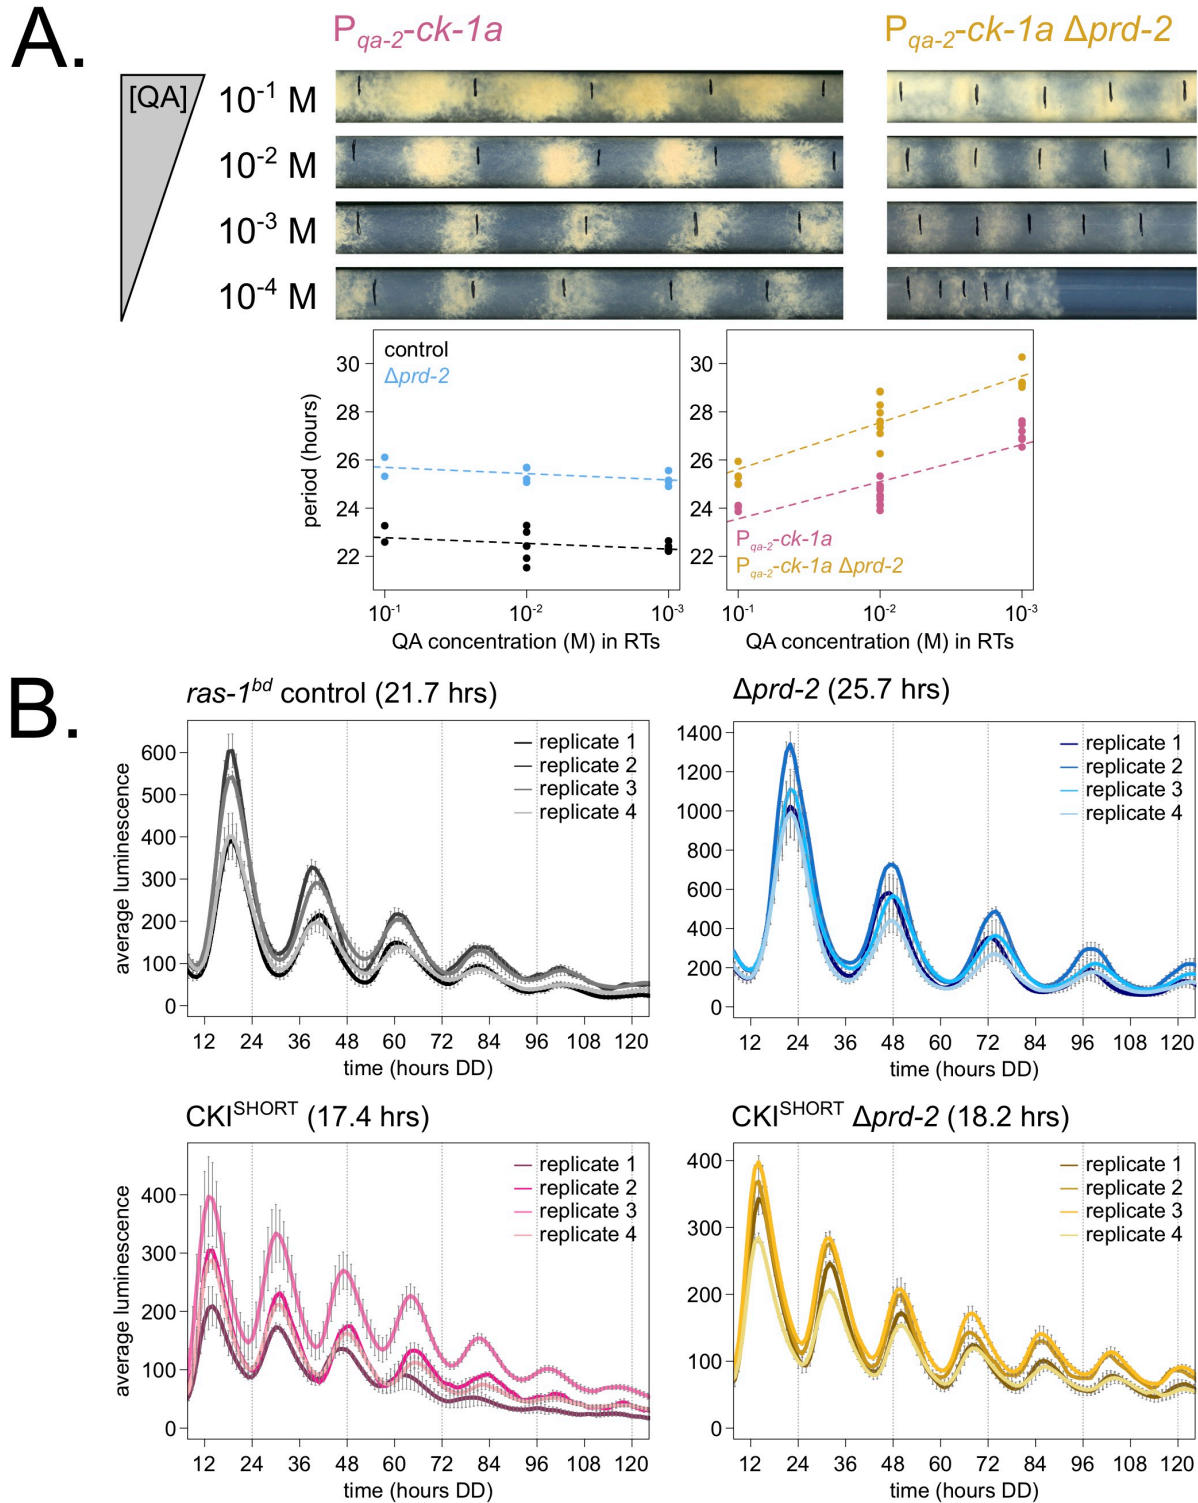 A.
P_qa-2-ck-1a
P_qa-2-ck-1a Δprd-2
[QA]
10⁻¹ M
10⁻² M
10⁻³ M
10⁻⁴ M
control
Δprd-2
period (hours)
30
28
26
24
22
10⁻¹ 10⁻² 10⁻³
QA concentration (M) in RTs
30
28
26
24
22
P_qa-2-ck-1a
P_qa-2-ck-1a Δprd-2
10⁻¹ 10⁻² 10⁻³
QA concentration (M) in RTs
B.
ras-1ᵇᵈ control (21.7 hrs)
average luminescence
600
500
400
300
200
100
0
replicate 1
replicate 2
replicate 3
replicate 4
12 24 36 48 60 72 84 96 108 120
time (hours DD)
Δprd-2 (25.7 hrs)
1400
1200
1000
800
600
400
200
0
replicate 1
replicate 2
replicate 3
replicate 4
12 24 36 48 60 72 84 96 108 120
time (hours DD)
CKI^SHORT (17.4 hrs)
average luminescence
400
300
200
100
0
replicate 1
replicate 2
replicate 3
replicate 4
12 24 36 48 60 72 84 96 108 120
time (hours DD)
CKI^SHORT Δprd-2 (18.2 hrs)
400
300
200
100
0
replicate 1
replicate 2
replicate 3
replicate 4
12 24 36 48 60 72 84 96 108 120
time (hours DD)